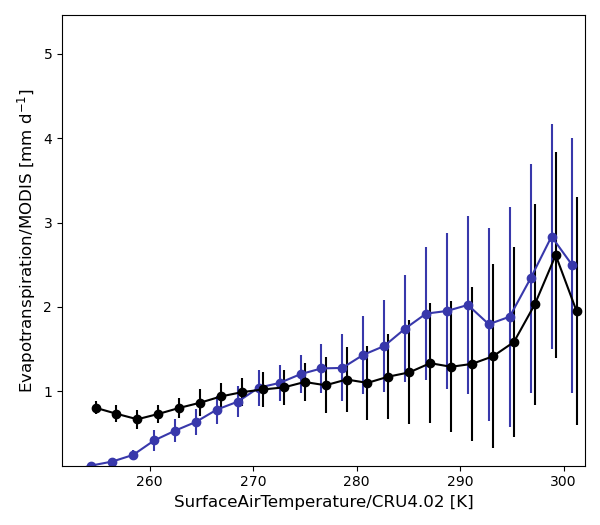 5
4
3
2
1
Evapotranspiration/MODIS [mm d⁻¹]
260 270 280 290 300
SurfaceAirTemperature/CRU4.02 [K]